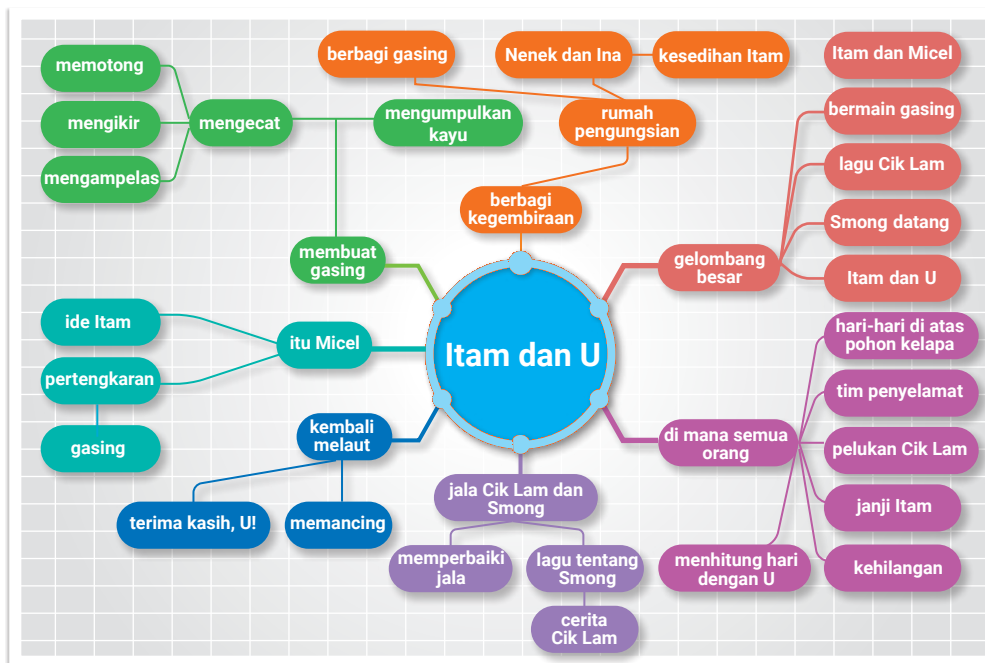 berbagi gasing
Nenek dan Ina
kesedihan Itam
rumah
pengungsian
berbagi
kegembiraan
Itam dan Micel
bermain gasing
lagu Cik Lam
Smong datang
Itam dan U
gelombang
besar
memotong
mengikir
mengampelas
mengecat
mengumpulkan
kayu
membuat
gasing
ide Itam
pertengkaran
gasing
itu Micel
Itam dan U
hari-hari di atas
pohon kelapa
tim penyelamat
pelukan Cik Lam
janji Itam
kehilangan
di mana semua
orang
menhitung hari
dengan U
kembali
melaut
terima kasih, U!
memancing
jala Cik Lam dan
Smong
memperbaiki
jala
lagu tentang
Smong
cerita
Cik Lam